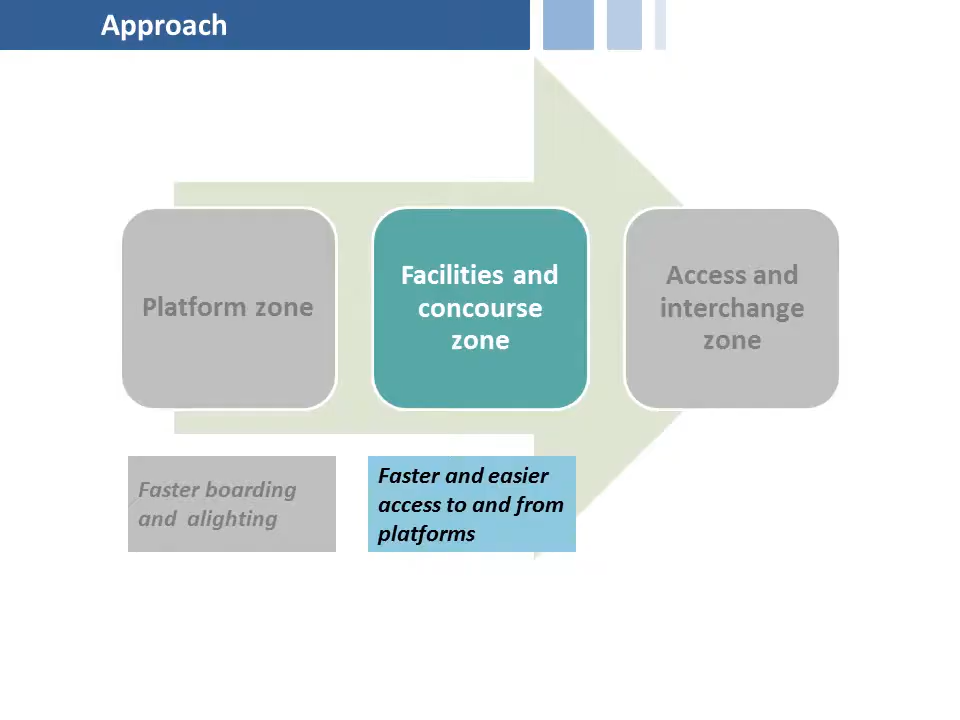 Approach
Platform zone
Facilities and
concourse
zone
Access and
interchange
zone
Faster boarding
and alighting
Faster and easier
access to and from
platforms